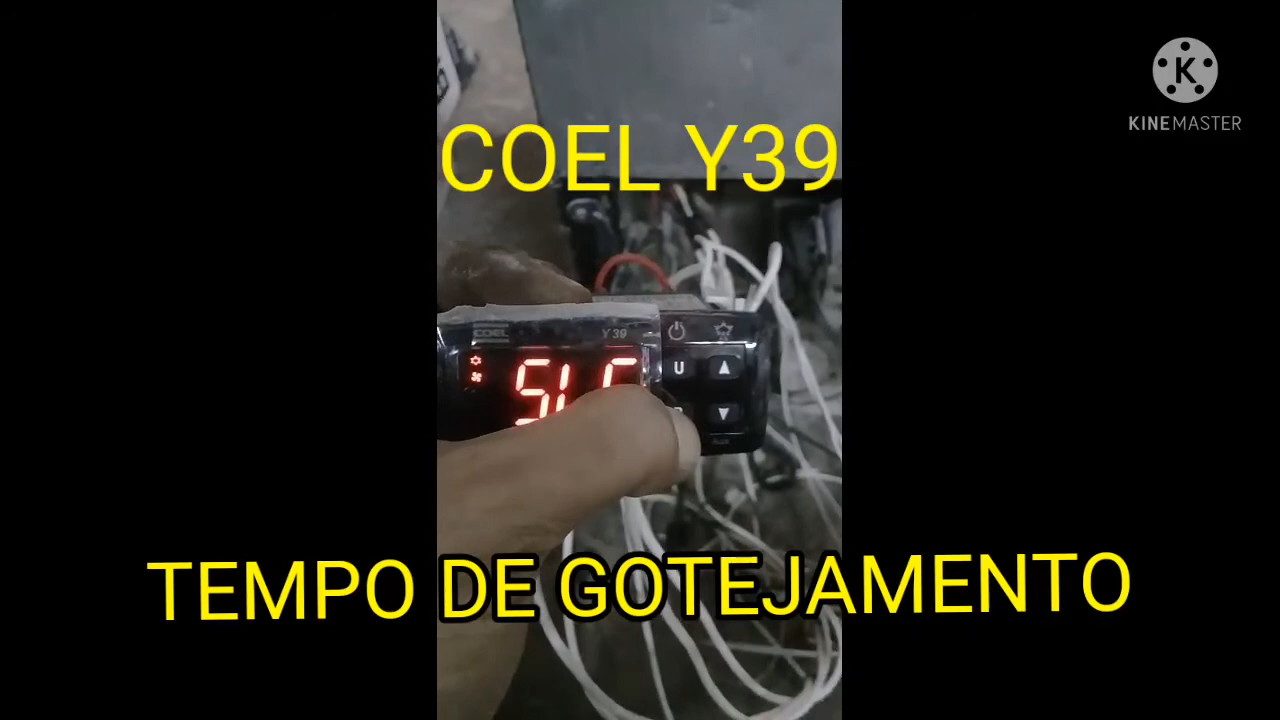 COEL Y39
KINEMASTER
COEL Y39
U
TEMPO DE GOTEJAMENTO